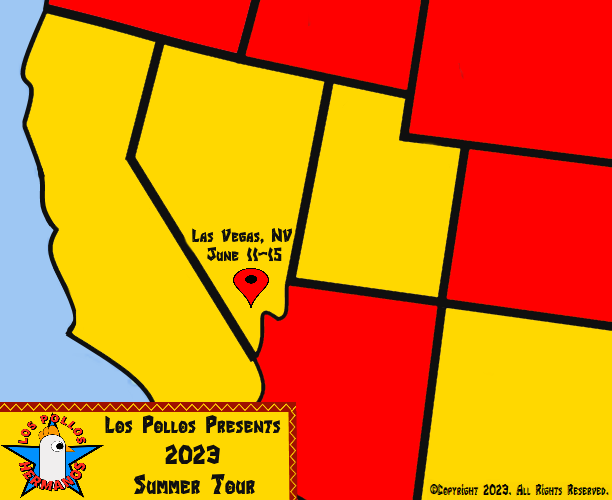 Las Vegas, NV
June 11-15
LOS POLLOS
HERMANOS
Los Pollos Presents
2023
Summer Tour
©Copyright 2023. All Rights Reserved.